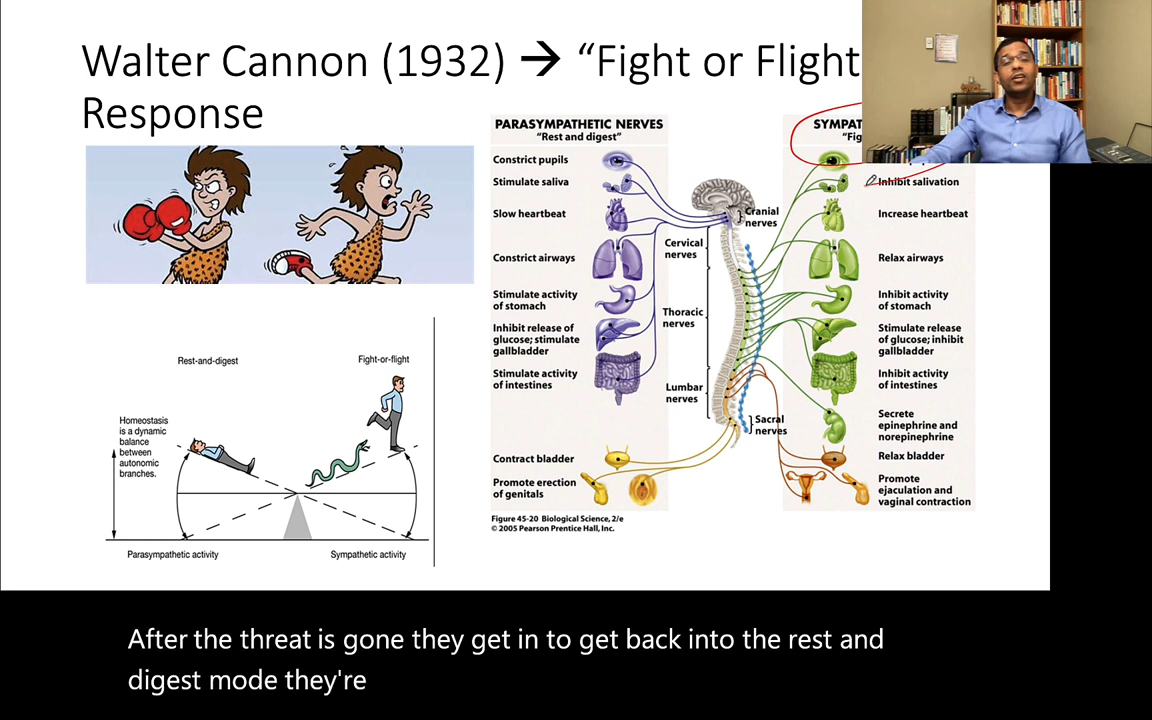 Walter Cannon (1932) → “Fight or Flight
Response
PARASYMPATHETIC NERVES
“Rest and digest”
Constrict pupils
Stimulate saliva
Slow heartbeat
Constrict airways
Stimulate activity
of stomach
Inhibit release of
glucose; stimulate
gallbladder
Stimulate activity
of intestines
Contract bladder
Promote erection
of genitals
Cranial
nerves
Cervical
nerves
Thoracic
nerves
Lumbar
nerves
Sacral
nerves
SYMPAT
“Fig
Inhibit salivation
Increase heartbeat
Relax airways
Inhibit activity
of stomach
Stimulate release
of glucose; inhibit
gallbladder
Inhibit activity
of intestines
Secrete
epinephrine and
norepinephrine
Relax bladder
Promote
ejaculation and
vaginal contraction
Figure 45-20 Biological Science, 2/e
© 2005 Pearson Prentice Hall, Inc.
Rest-and-digest
Fight-or-flight
Homeostasis
is a dynamic
balance
between
autonomic
branches.
Parasympathetic activity
Sympathetic activity
After the threat is gone they get in to get back into the rest and
digest mode they're